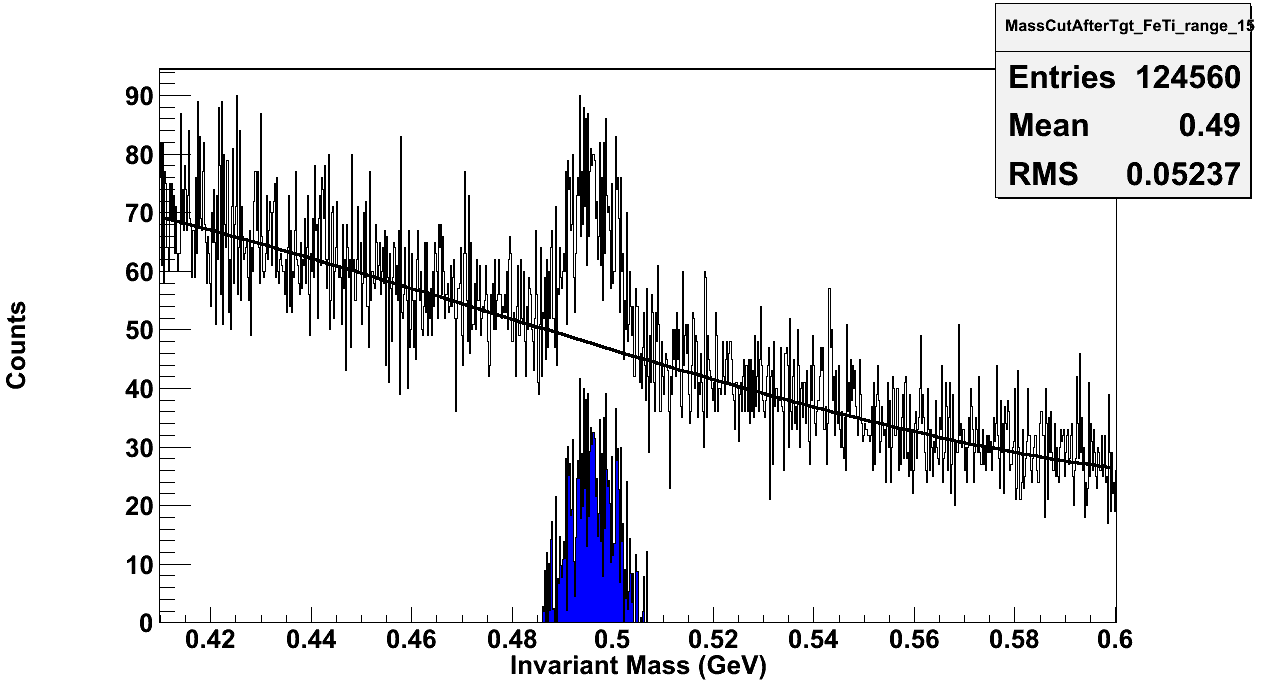 MassCutAfterTgt_FeTi_range_15
Entries 124560
Mean 0.49
RMS 0.05237
90
80
70
60
50
40
30
20
10
0
Counts
0.42 0.44 0.46 0.48 0.5 0.52 0.54 0.56 0.58 0.6
Invariant Mass (GeV)